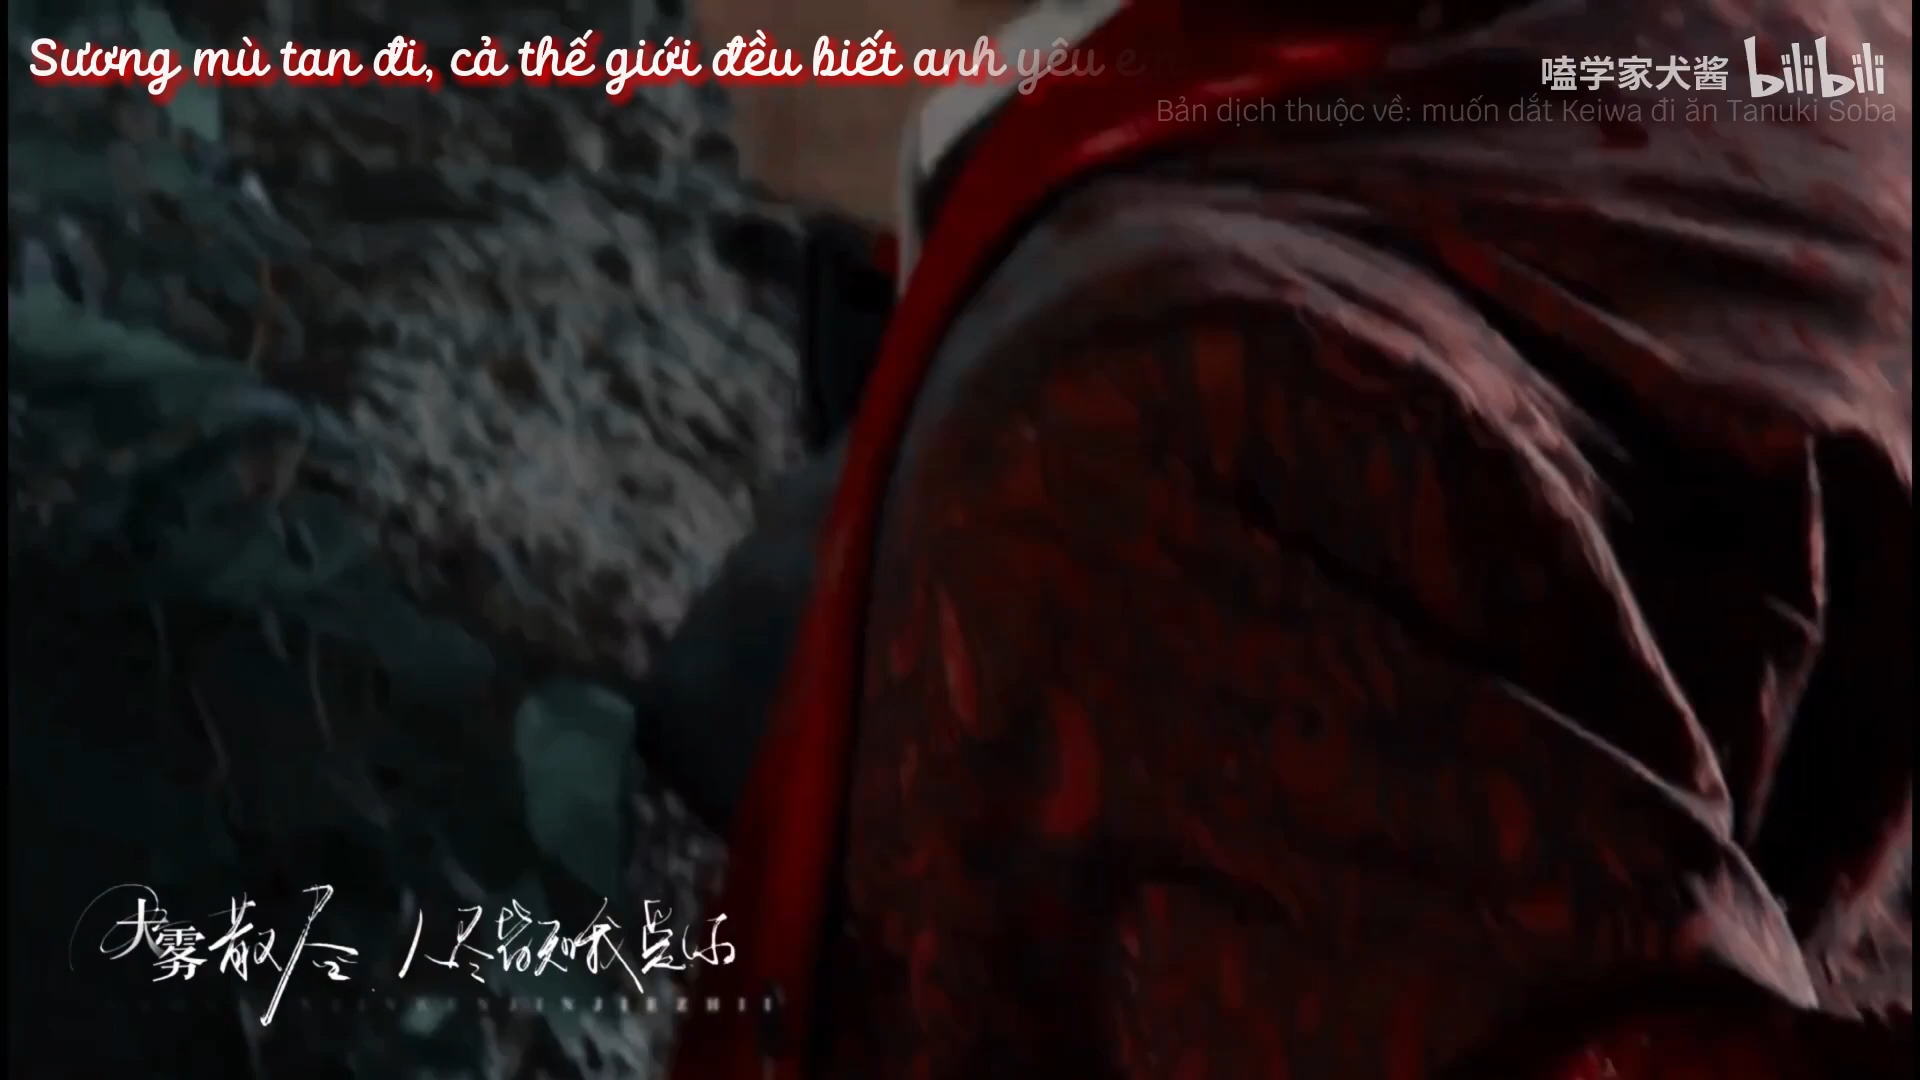 Sương mù tan đi, cả thế giới đều biết anh yêu em
嗑学家犬酱 bilibili
Bản dịch thuộc về: muốn dắt Keiwa đi ăn Tanuki Soba
大雾散尽 人尽皆知我爱你